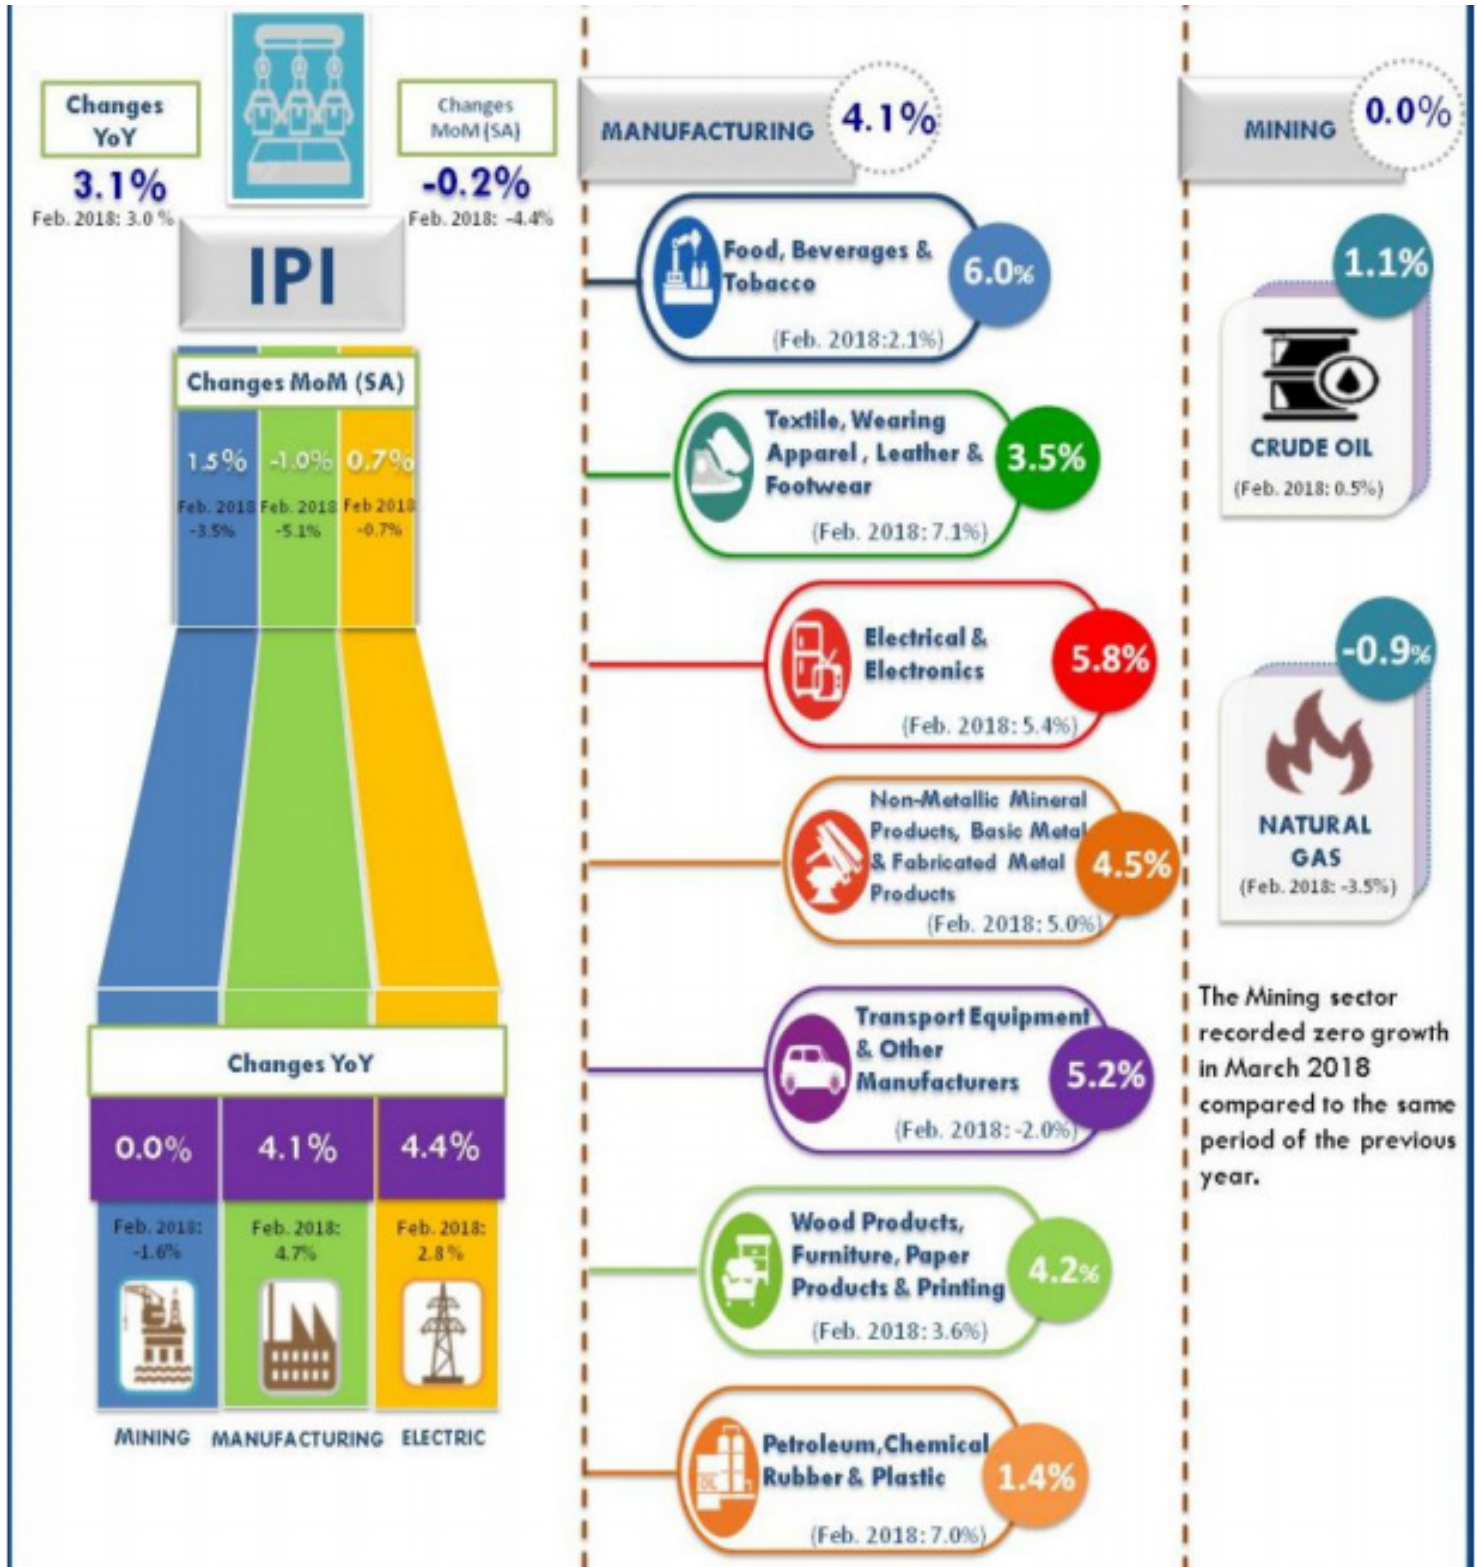 Changes
YoY
3.1%
Feb. 2018: 3.0 %
Changes
MoM (SA)
-0.2%
Feb. 2018: -4.4%
IPI
Changes MoM (SA)
1.5% -1.0% 0.7%
Feb. 2018 Feb. 2018 Feb 2018
-3.5% -5.1% -0.7%
Changes YoY
0.0% 4.1% 4.4%
Feb. 2018: Feb. 2018: Feb. 2018:
-1.6% 4.7% 2.8%
MINING MANUFACTURING ELECTRIC
MANUFACTURING 4.1%
Food, Beverages &
Tobacco
6.0%
(Feb. 2018:2.1%)
Textile, Wearing
Apparel , Leather &
Footwear
3.5%
(Feb. 2018: 7.1%)
Electrical &
Electronics
5.8%
(Feb. 2018: 5.4%)
Non-Metallic Mineral
Products, Basic Metal
& Fabricated Metal
Products
4.5%
(Feb. 2018: 5.0%)
Transport Equipment
& Other
Manufacturers
5.2%
(Feb. 2018: -2.0%)
Wood Products,
Furniture, Paper
Products & Printing
4.2%
(Feb. 2018: 3.6%)
OIL
Petroleum,Chemical
Rubber & Plastic
1.4%
(Feb. 2018: 7.0%)
MINING 0.0%
1.1%
CRUDE OIL
(Feb. 2018: 0.5%)
-0.9%
NATURAL
GAS
(Feb. 2018: -3.5%)
The Mining sector
recorded zero growth
in March 2018
compared to the same
period of the previous
year.